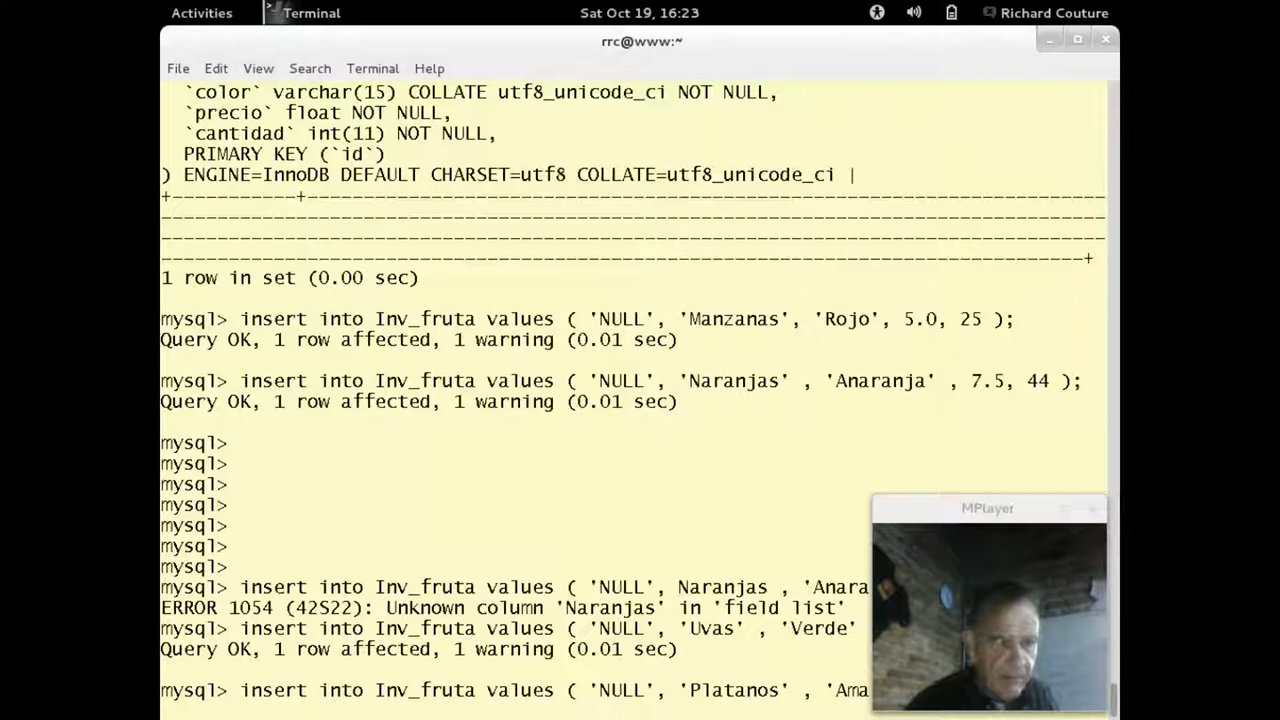 Activities Terminal Sat Oct 19, 16:23 Richard Couture
rrc@www:~
File Edit View Search Terminal Help
`color` varchar(15) COLLATE utf8_unicode_ci NOT NULL,
`precio` float NOT NULL,
`cantidad` int(11) NOT NULL,
PRIMARY KEY (`id`)
) ENGINE=InnoDB DEFAULT CHARSET=utf8 COLLATE=utf8_unicode_ci |
1 row in set (0.00 sec)
mysql> insert into Inv_fruta values ( 'NULL', 'Manzanas', 'Rojo', 5.0, 25 );
Query OK, 1 row affected, 1 warning (0.01 sec)
mysql> insert into Inv_fruta values ( 'NULL', 'Naranjas' , 'Anaranja' , 7.5, 44 );
Query OK, 1 row affected, 1 warning (0.01 sec)
mysql>
mysql>
mysql>
mysql>
mysql>
mysql>
mysql>
mysql> insert into Inv_fruta values ( 'NULL', Naranjas , 'Anara
ERROR 1054 (42S22): Unknown column 'Naranjas' in 'field list'
mysql> insert into Inv_fruta values ( 'NULL', 'Uvas' , 'Verde'
Query OK, 1 row affected, 1 warning (0.01 sec)
mysql> insert into Inv_fruta values ( 'NULL', 'Platanos' , 'Ama
MPlayer